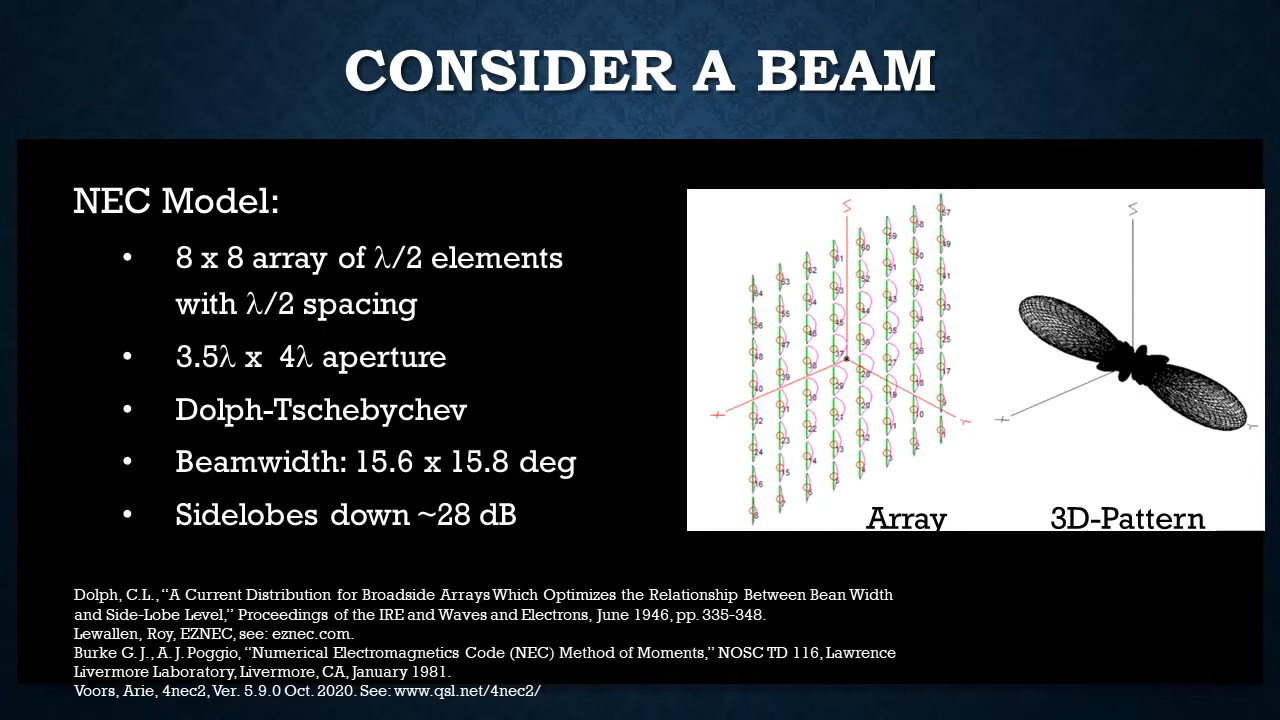 CONSIDER A BEAM
NEC Model:
• 8 x 8 array of λ/2 elements
with λ/2 spacing
• 3.5λ x 4λ aperture
• Dolph-Tschebychev
• Beamwidth: 15.6 x 15.8 deg
• Sidelobes down ~28 dB
Array
3D-Pattern
Dolph, C.L., “A Current Distribution for Broadside Arrays Which Optimizes the Relationship Between Bean Width
and Side-Lobe Level,” Proceedings of the IRE and Waves and Electrons, June 1946, pp. 335-348.
Lewallen, Roy, EZNEC, see: eznec.com.
Burke G. J., A. J. Poggio, “Numerical Electromagnetics Code (NEC) Method of Moments,” NOSC TD 116, Lawrence
Livermore Laboratory, Livermore, CA, January 1981.
Voors, Arie, 4nec2, Ver. 5.9.0 Oct. 2020. See: www.qsl.net/4nec2/